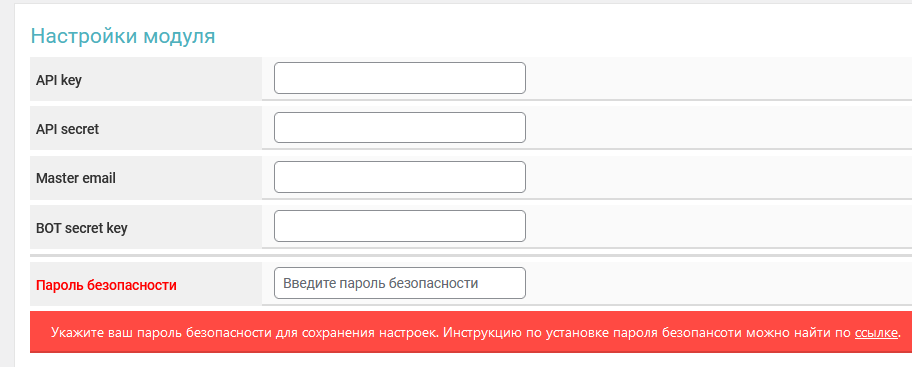 Настройки модуля
API key
API secret
Master email
BOT secret key
Пароль безопасности
Введите пароль безопасности
Укажите ваш пароль безопасности для сохранения настроек. Инструкцию по установке пароля безопансоти можно найти по ссылке.